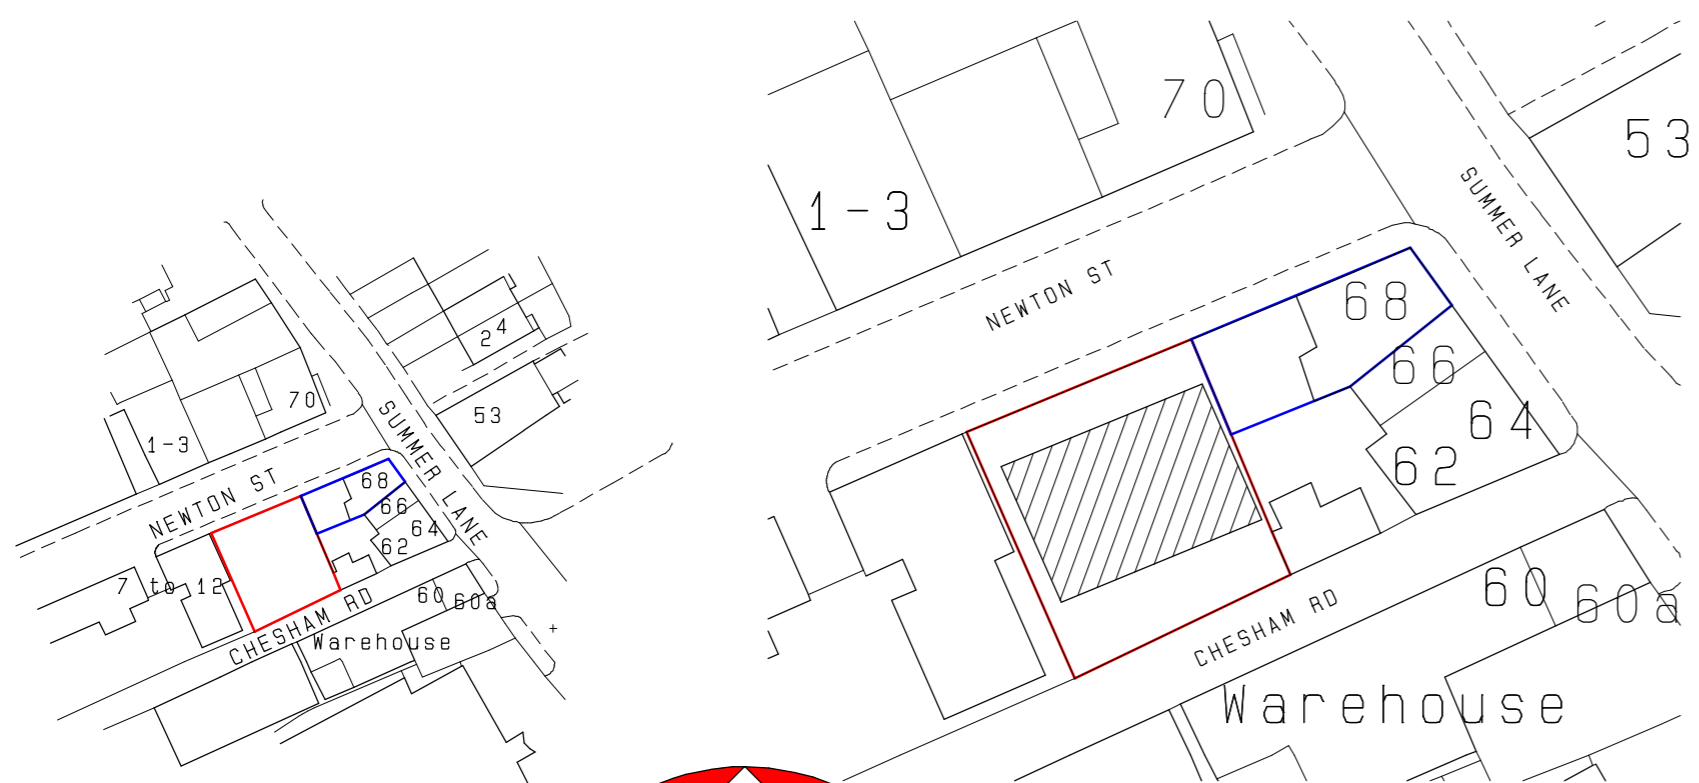 24
70
53
1-3
SUMMER LANE
NEWTON ST
68
66
64
62
7 to 12
60
60a
CHESHAM RD
Warehouse
70
53
1-3
SUMMER LANE
NEWTON ST
68
66
64
62
60
60a
CHESHAM RD
Warehouse